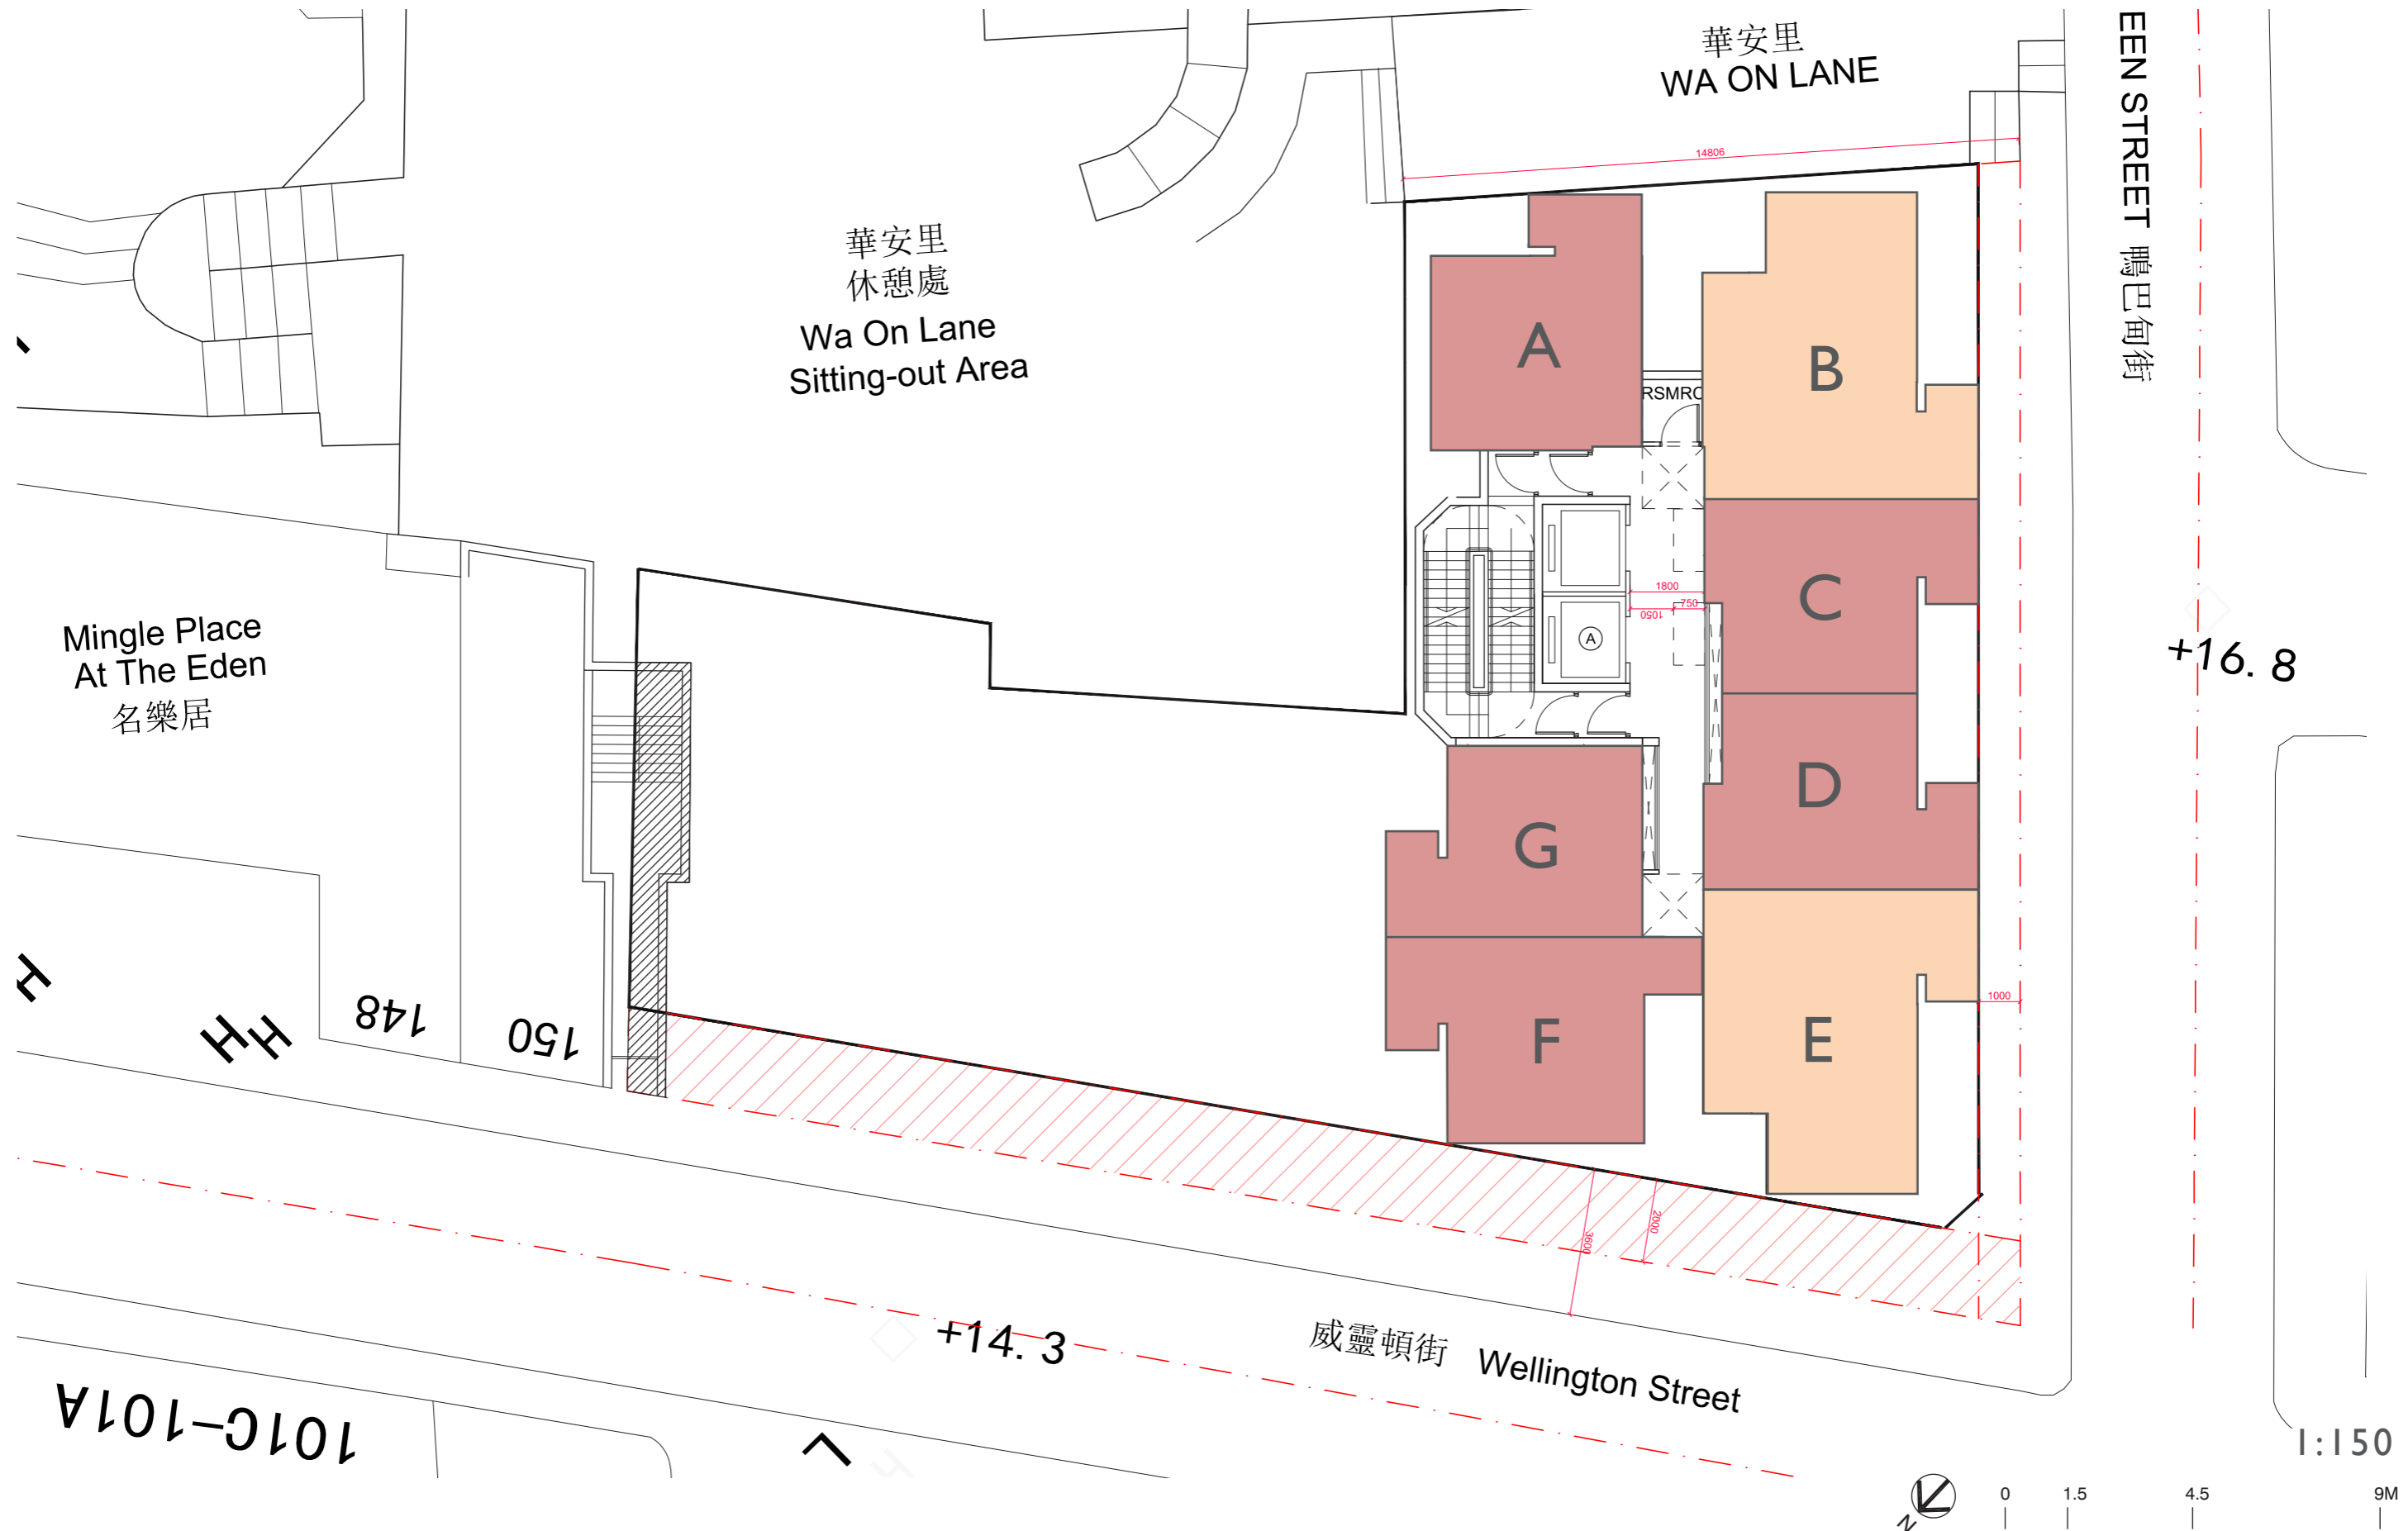 華安里
WA ON LANE
EEN STREET 鴨巴甸街
14806
華安里
休憩處
Wa On Lane
Sitting-out Area
A
B
RSMRC
C
1800
750
1050
A
Mingle Place
At The Eden
名樂居
+16. 8
D
G
E
F
1000
H
H
H
148
150
2000
3600
+14. 3
威靈頓街 Wellington Street
101C-101A
1:150
N
0 1.5 4.5 9M